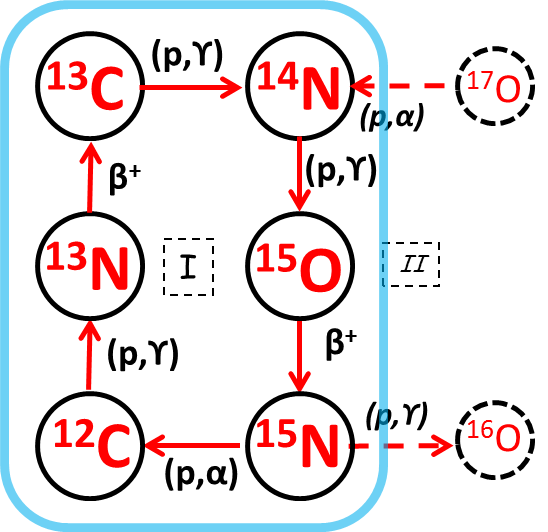 (p,ϒ)
¹³C ¹⁴N ¹⁷O
(p,α)
β⁺ (p,ϒ)
¹³N I ¹⁵O II
(p,ϒ) β⁺
¹²C ¹⁵N (p,ϒ) ¹⁶O
(p,α)